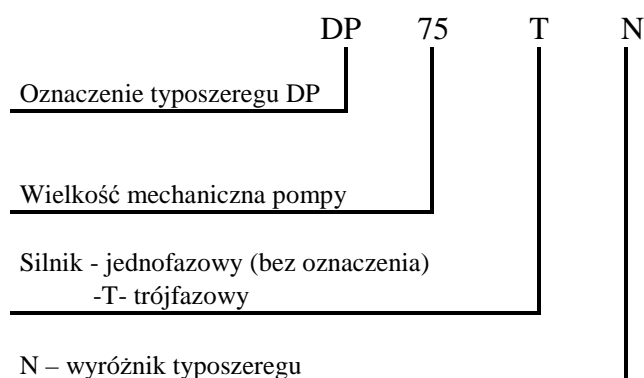 DP 75 T N
Oznaczenie typoszeregu DP
Wielkość mechaniczna pompy
Silnik - jednofazowy (bez oznaczenia)
-T- trójfazowy
N – wyróżnik typoszeregu